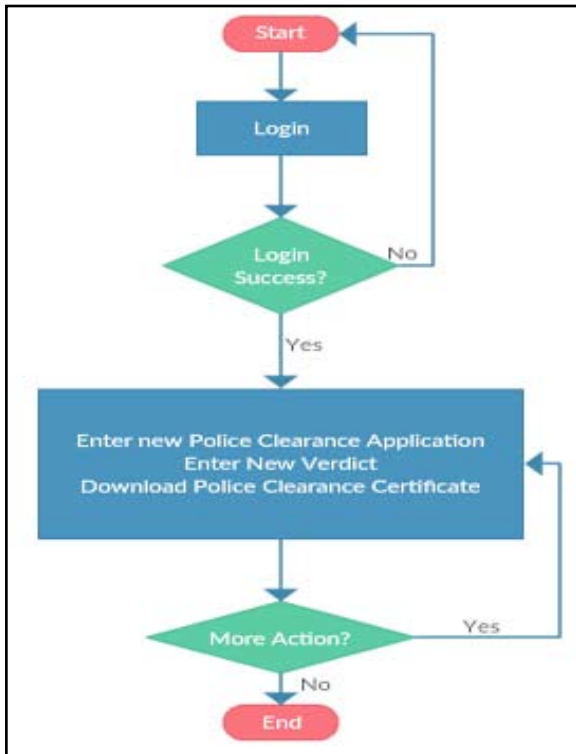 Start
Login
Login
Success?
No
Yes
Enter new Police Clearance Application
Enter New Verdict
Download Police Clearance Certificate
More Action?
Yes
No
End